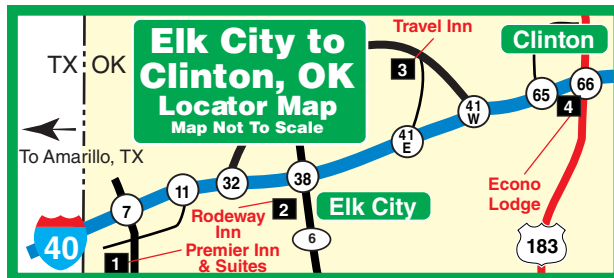 Elk City to
Clinton, OK
Locator Map
Map Not To Scale
TX OK
To Amarillo, TX
Travel Inn
3
Clinton
41
W
65
66
4
41
E
Econo
Lodge
183
7
11
32
38
Rodeway
Inn
2
Elk City
6
40
1
Premier Inn
& Suites